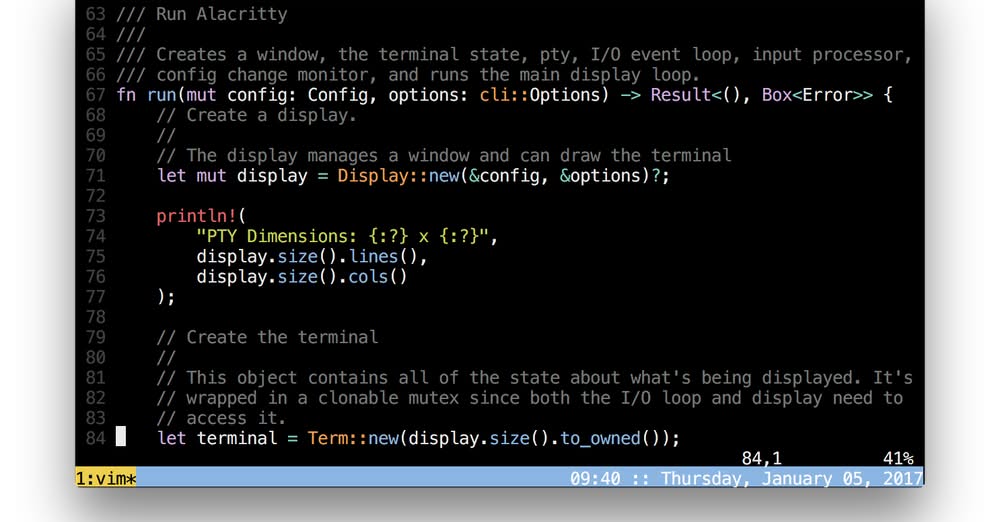 63 /// Run Alacritty
64 ///
65 /// Creates a window, the terminal state, pty, I/O event loop, input processor,
66 /// config change monitor, and runs the main display loop.
67 fn run(mut config: Config, options: cli::Options) -> Result<(), Box<Error>> {
68     // Create a display.
69     //
70     // The display manages a window and can draw the terminal
71     let mut display = Display::new(&config, &options)?;
72
73     println!(
74         "PTY Dimensions: {:?} x {:?}",
75         display.size().lines(),
76         display.size().cols()
77     );
78
79     // Create the terminal
80     //
81     // This object contains all of the state about what's being displayed. It's
82     // wrapped in a clonable mutex since both the I/O loop and display need to
83     // access it.
84     let terminal = Term::new(display.size().to_owned());
84,1 41%
1:vim* 09:40 :: Thursday, January 05, 2017